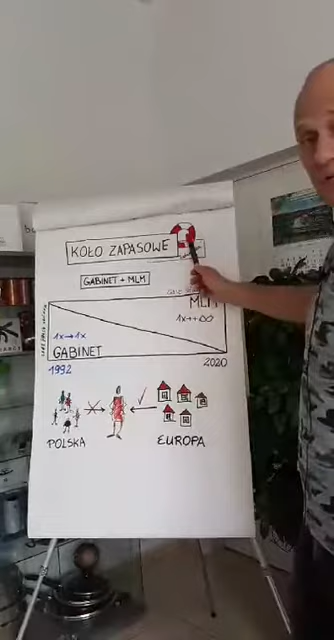 KOŁO ZAPASOWE
GABINET + MLM
MLM
1x→+∞
1x→1x
GABINET
1992
2020
POLSKA
EUROPA